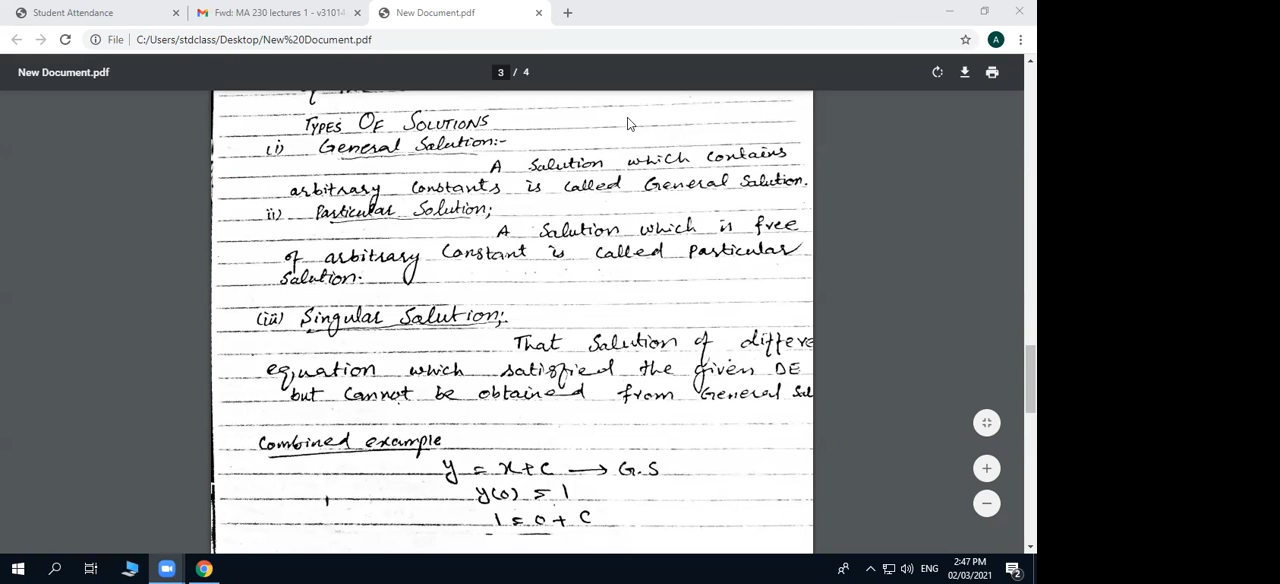 Student Attendance
Fwd: MA 230 lectures 1 - v31014
New Document.pdf
File C:/Users/stdclass/Desktop/New%20Document.pdf
A
New Document.pdf
3 / 4
TYPES OF SOLUTIONS
(i) General Solution:-
A Solution which contains
arbitrary Constants is called General Solution.
ii) Particular Solution;
A Solution which is free
of arbitrary Constant is called Particular
Solution.
(iii) Singular Solution;
That Solution of differe
equation which satisfied the given DE
but cannot be obtained from General Sol
Combined example
y = x+c → G.S
y(0) = 1
1 = 0 + C
ENG
2:47 PM
02/03/2021
2